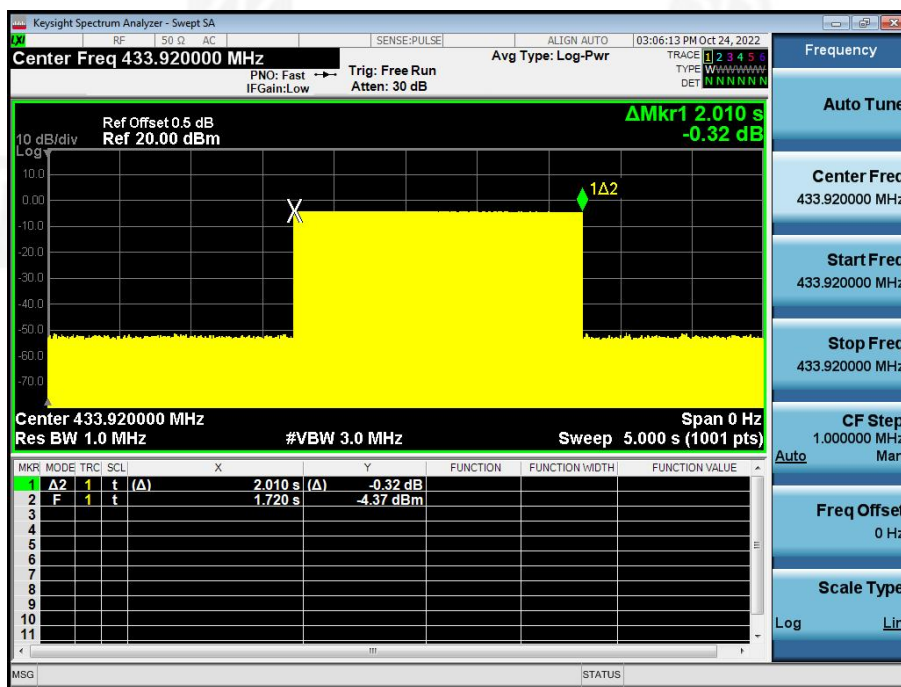 Keysight Spectrum Analyzer - Swept SA
LXI RF 50 Ω AC SENSE:PULSE ALIGN AUTO 03:06:13 PM Oct 24, 2022
Center Freq 433.920000 MHz
PNO: Fast
IFGain:Low
Trig: Free Run
Atten: 30 dB
Avg Type: Log-Pwr
TRACE 1 2 3 4 5 6
TYPE WWWWWW
DET N N N N N N
ΔMkr1 2.010 s
-0.32 dB
Ref Offset 0.5 dB
10 dB/div Ref 20.00 dBm
Log
10.0
0.00
-10.0
-20.0
-30.0
-40.0
-50.0
-60.0
-70.0
X
1Δ2
Center 433.920000 MHz Span 0 Hz
Res BW 1.0 MHz #VBW 3.0 MHz Sweep 5.000 s (1001 pts)
MKR MODE TRC SCL X Y FUNCTION FUNCTION WIDTH FUNCTION VALUE
1 Δ2 1 t (Δ) 2.010 s (Δ) -0.32 dB
2 F 1 t 1.720 s -4.37 dBm
3
4
5
6
7
8
9
10
11
MSG STATUS
Frequency
Auto Tune
Center Freq
433.920000 MHz
Start Freq
433.920000 MHz
Stop Freq
433.920000 MHz
CF Step
1.000000 MHz
Auto Man
Freq Offset
0 Hz
Scale Type
Log Lin